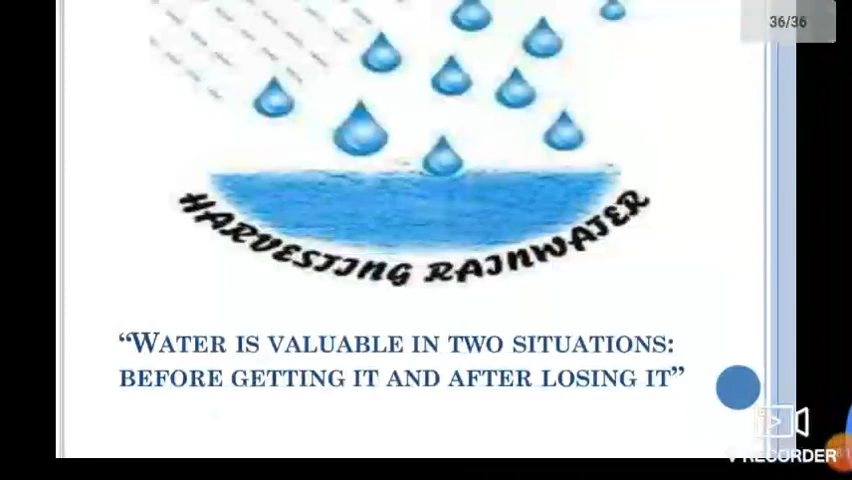 36/36
HARVESTING RAINWATER
“WATER IS VALUABLE IN TWO SITUATIONS:
BEFORE GETTING IT AND AFTER LOSING IT”
V RECORDER